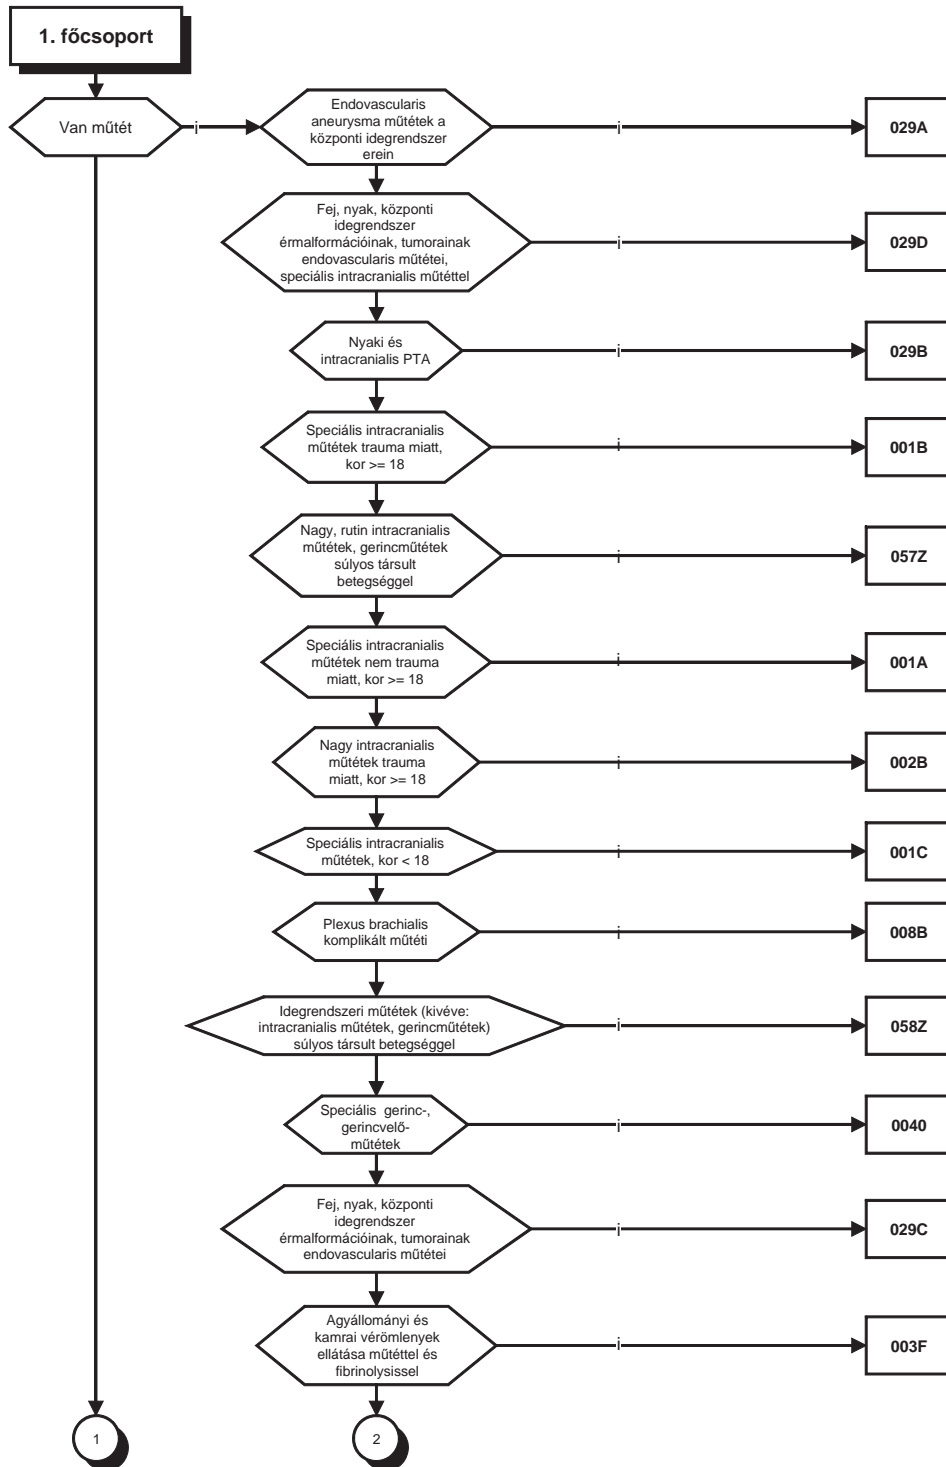 1. főcsoport
Van műtét
i
Endovascularis
aneurysma műtétek a
központi idegrendszer
erein
i
029A
Fej, nyak, központi
idegrendszer
érmalformációinak, tumorainak
endovascularis műtétei,
speciális intracranialis műtéttel
i
029D
Nyaki és
intracranialis PTA
i
029B
Speciális intracranialis
műtétek trauma miatt,
kor >= 18
i
001B
Nagy, rutin intracranialis
műtétek, gerincműtétek
súlyos társult
betegséggel
i
057Z
Speciális intracranialis
műtétek nem trauma
miatt, kor >= 18
i
001A
Nagy intracranialis
műtétek trauma
miatt, kor >= 18
i
002B
Speciális intracranialis
műtétek, kor < 18
i
001C
Plexus brachialis
komplikált műtéti
i
008B
Idegrendszeri műtétek (kivéve:
intracranialis műtétek, gerincműtétek)
súlyos társult betegséggel
i
058Z
Speciális gerinc-,
gerincvelő-
műtétek
i
0040
Fej, nyak, központi
idegrendszer
érmalformációinak, tumorainak
endovascularis műtétei
i
029C
Agyállományi és
kamrai vérömlenyek
ellátása műtéttel és
fibrinolysissel
i
003F
1
2